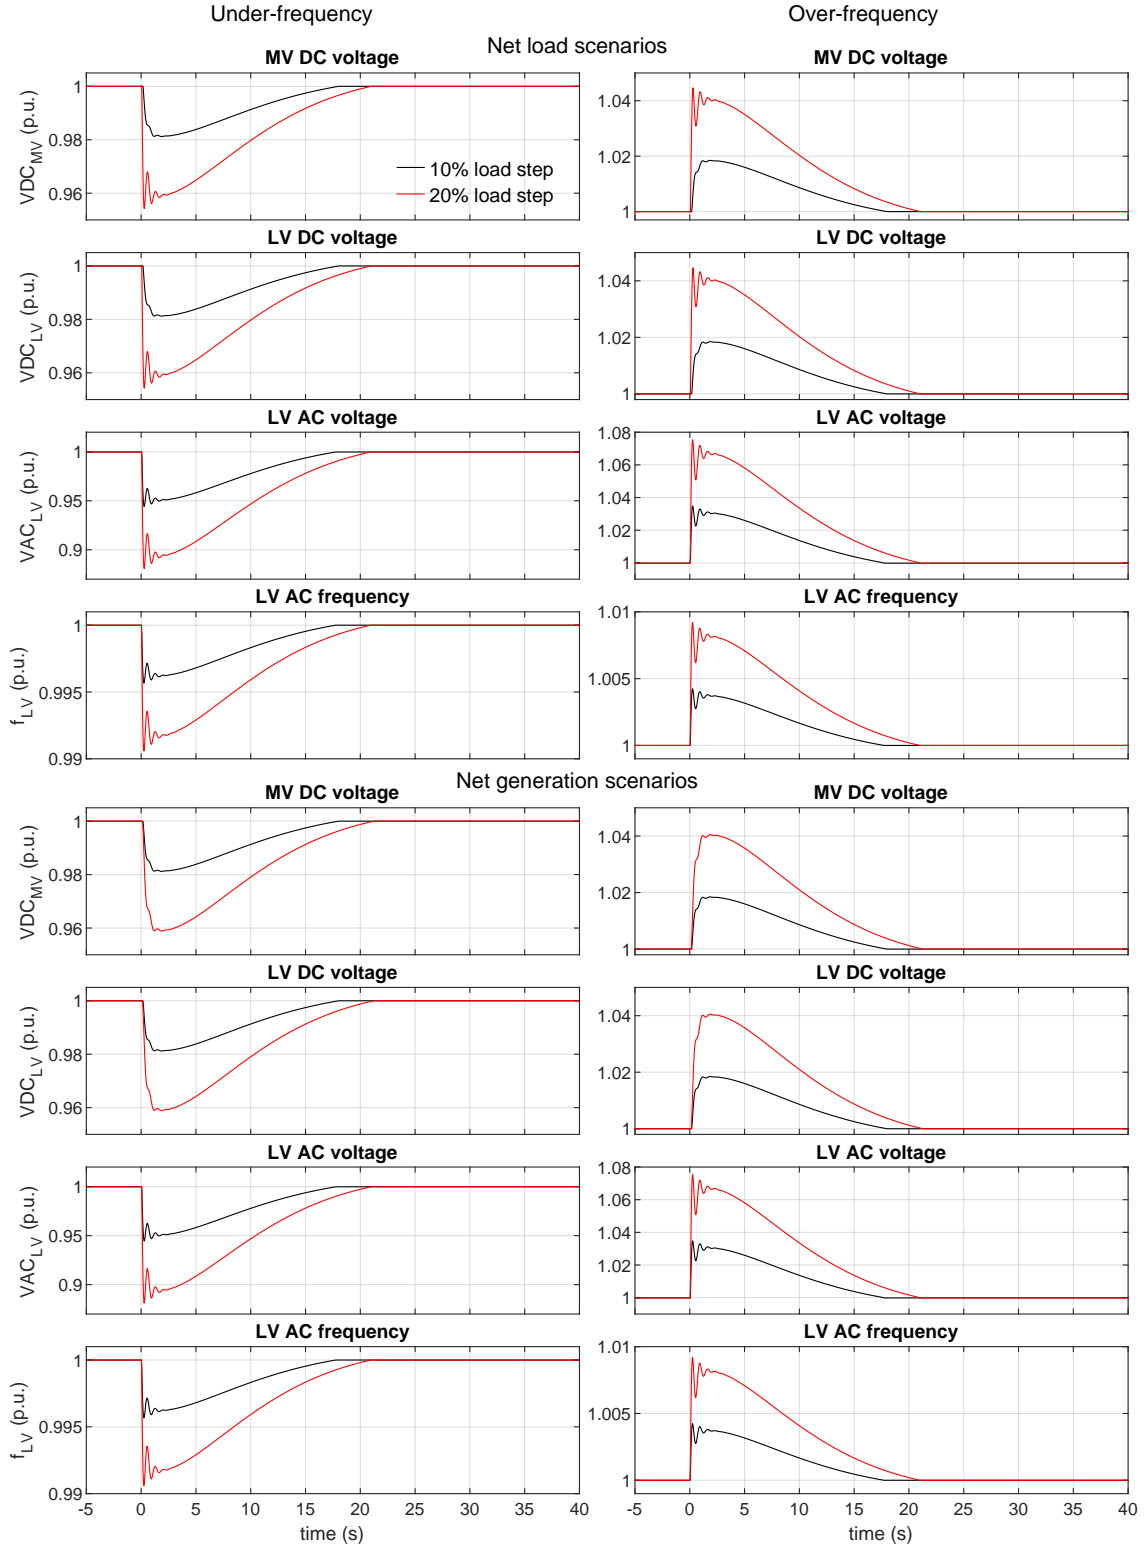 Under-frequency
Over-frequency
Net load scenarios
MV DC voltage
VDC_MV (p.u.)
1
0.98
0.96
10% load step
20% load step
MV DC voltage
1.04
1.02
1
LV DC voltage
VDC_LV (p.u.)
1
0.98
0.96
LV DC voltage
1.04
1.02
1
LV AC voltage
VAC_LV (p.u.)
1
0.95
0.9
LV AC voltage
1.08
1.06
1.04
1.02
1
LV AC frequency
f_LV (p.u.)
1
0.995
0.99
LV AC frequency
1.01
1.005
1
Net generation scenarios
MV DC voltage
VDC_MV (p.u.)
1
0.98
0.96
MV DC voltage
1.04
1.02
1
LV DC voltage
VDC_LV (p.u.)
1
0.98
0.96
LV DC voltage
1.04
1.02
1
LV AC voltage
VAC_LV (p.u.)
1
0.95
0.9
LV AC voltage
1.08
1.06
1.04
1.02
1
LV AC frequency
f_LV (p.u.)
1
0.995
0.99
-5 0 5 10 15 20 25 30 35 40
time (s)
LV AC frequency
1.01
1.005
1
-5 0 5 10 15 20 25 30 35 40
time (s)